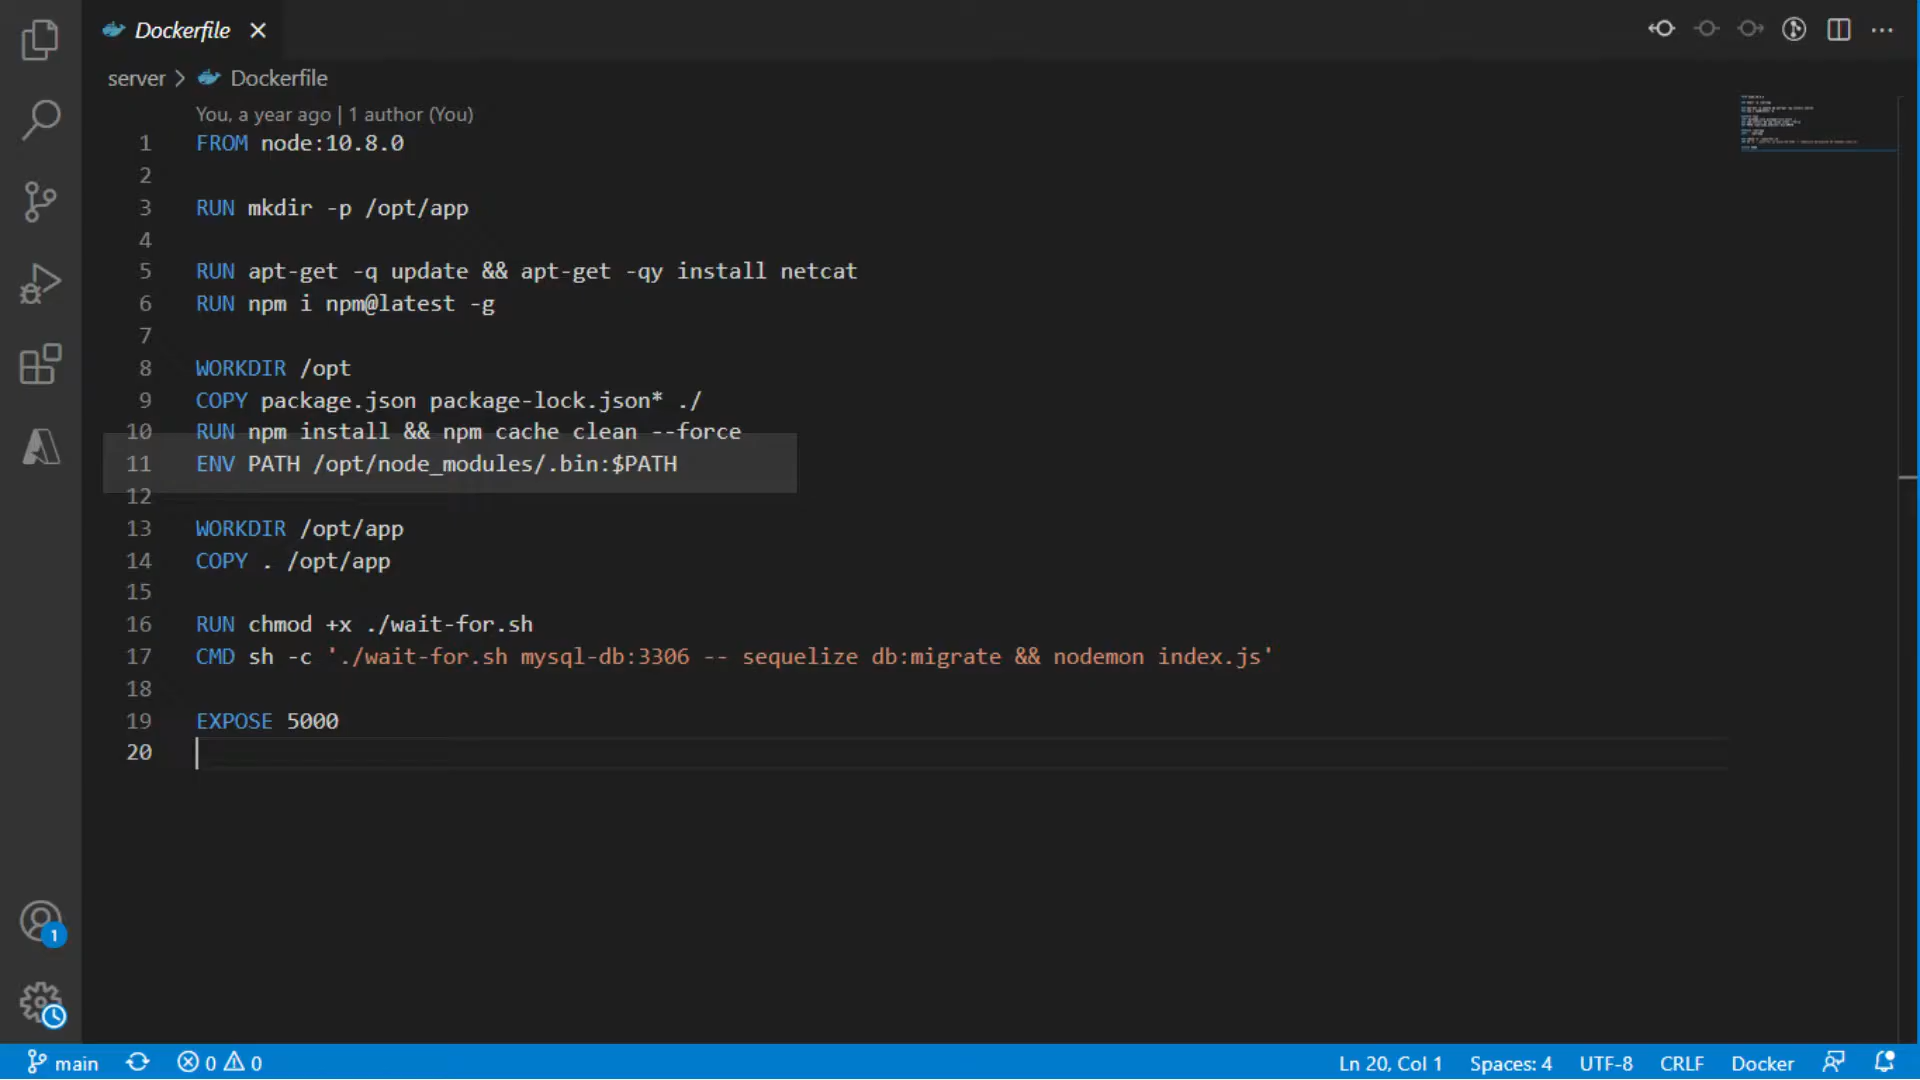 Dockerfile
server > Dockerfile
You, a year ago | 1 author (You)
1 FROM node:10.8.0
2
3 RUN mkdir -p /opt/app
4
5 RUN apt-get -q update && apt-get -qy install netcat
6 RUN npm i npm@latest -g
7
8 WORKDIR /opt
9 COPY package.json package-lock.json* ./
10 RUN npm install && npm cache clean --force
11 ENV PATH /opt/node_modules/.bin:$PATH
12
13 WORKDIR /opt/app
14 COPY . /opt/app
15
16 RUN chmod +x ./wait-for.sh
17 CMD sh -c './wait-for.sh mysql-db:3306 -- sequelize db:migrate && nodemon index.js'
18
19 EXPOSE 5000
20
1
main 0 0 Ln 20, Col 1 Spaces: 4 UTF-8 CRLF Docker